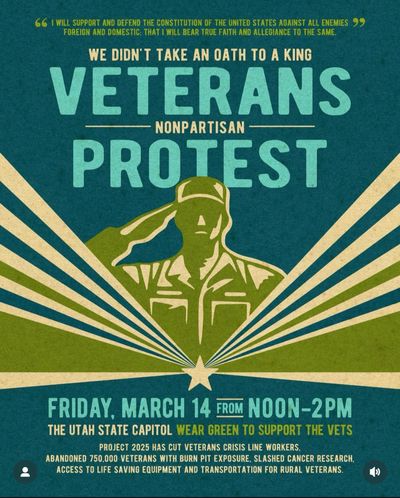 “ I WILL SUPPORT AND DEFEND THE CONSTITUTION OF THE UNITED STATES AGAINST ALL ENEMIES ”
FOREIGN AND DOMESTIC; THAT I WILL BEAR TRUE FAITH AND ALLEGIANCE TO THE SAME.
WE DIDN'T TAKE AN OATH TO A KING
VETERANS
NONPARTISAN
PROTEST
FRIDAY, MARCH 14 FROM NOON-2PM
THE UTAH STATE CAPITOL WEAR GREEN TO SUPPORT THE VETS
PROJECT 2025 HAS CUT VETERANS CRISIS LINE WORKERS,
ABANDONED 750,000 VETERANS WITH BURN PIT EXPOSURE, SLASHED CANCER RESEARCH,
ACCESS TO LIFE SAVING EQUIPMENT AND TRANSPORTATION FOR RURAL VETERANS.